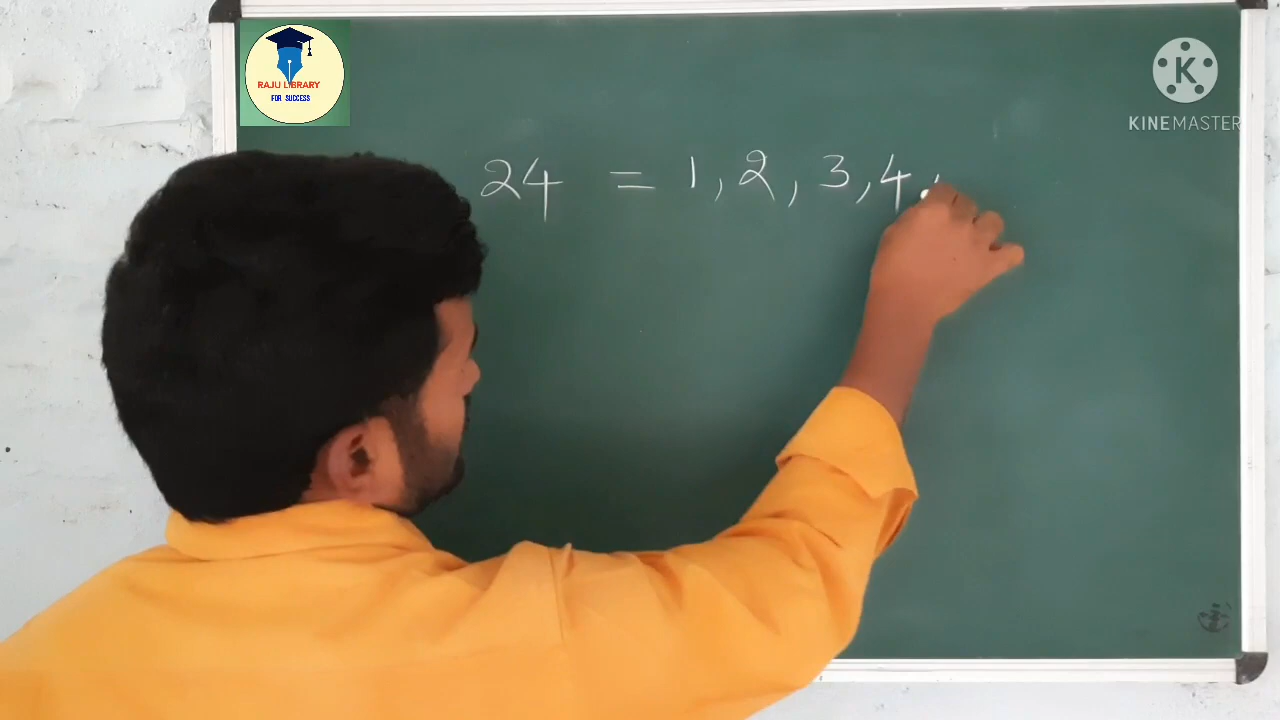 RAJU LIBRARY
FOR SUCCESS
K
KINEMASTER
24 = 1, 2, 3, 4,